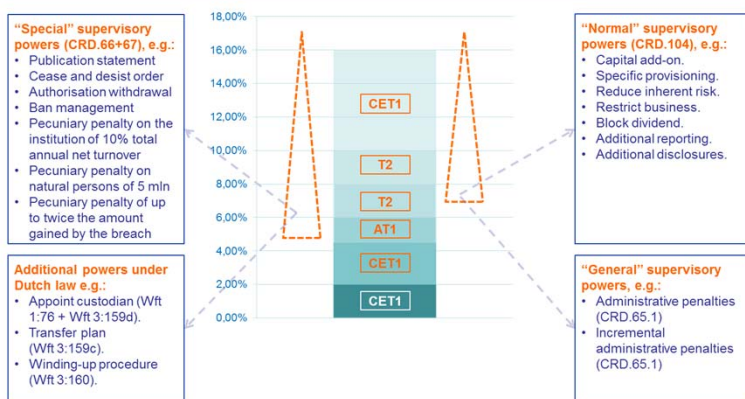 “Special” supervisory
powers (CRD.66+67), e.g.:
• Publication statement
• Cease and desist order
• Authorisation withdrawal
• Ban management
• Pecuniary penalty on the
institution of 10% total
annual net turnover
• Pecuniary penalty on
natural persons of 5 mln
• Pecuniary penalty of up
to twice the amount
gained by the breach
Additional powers under
Dutch law e.g.:
• Appoint custodian (Wft
1:76 + Wft 3:159d).
• Transfer plan
(Wft 3:159c).
• Winding-up procedure
(Wft 3:160).
18,00%
16,00%
14,00%
12,00%
10,00%
8,00%
6,00%
4,00%
2,00%
0,00%
CET1
T2
T2
AT1
CET1
CET1
“Normal” supervisory
powers (CRD.104), e.g.:
• Capital add-on.
• Specific provisioning.
• Reduce inherent risk.
• Restrict business.
• Block dividend.
• Additional reporting.
• Additional disclosures.
“General” supervisory
powers, e.g.:
• Administrative penalties
(CRD.65.1)
• Incremental
administrative penalties
(CRD.65.1)